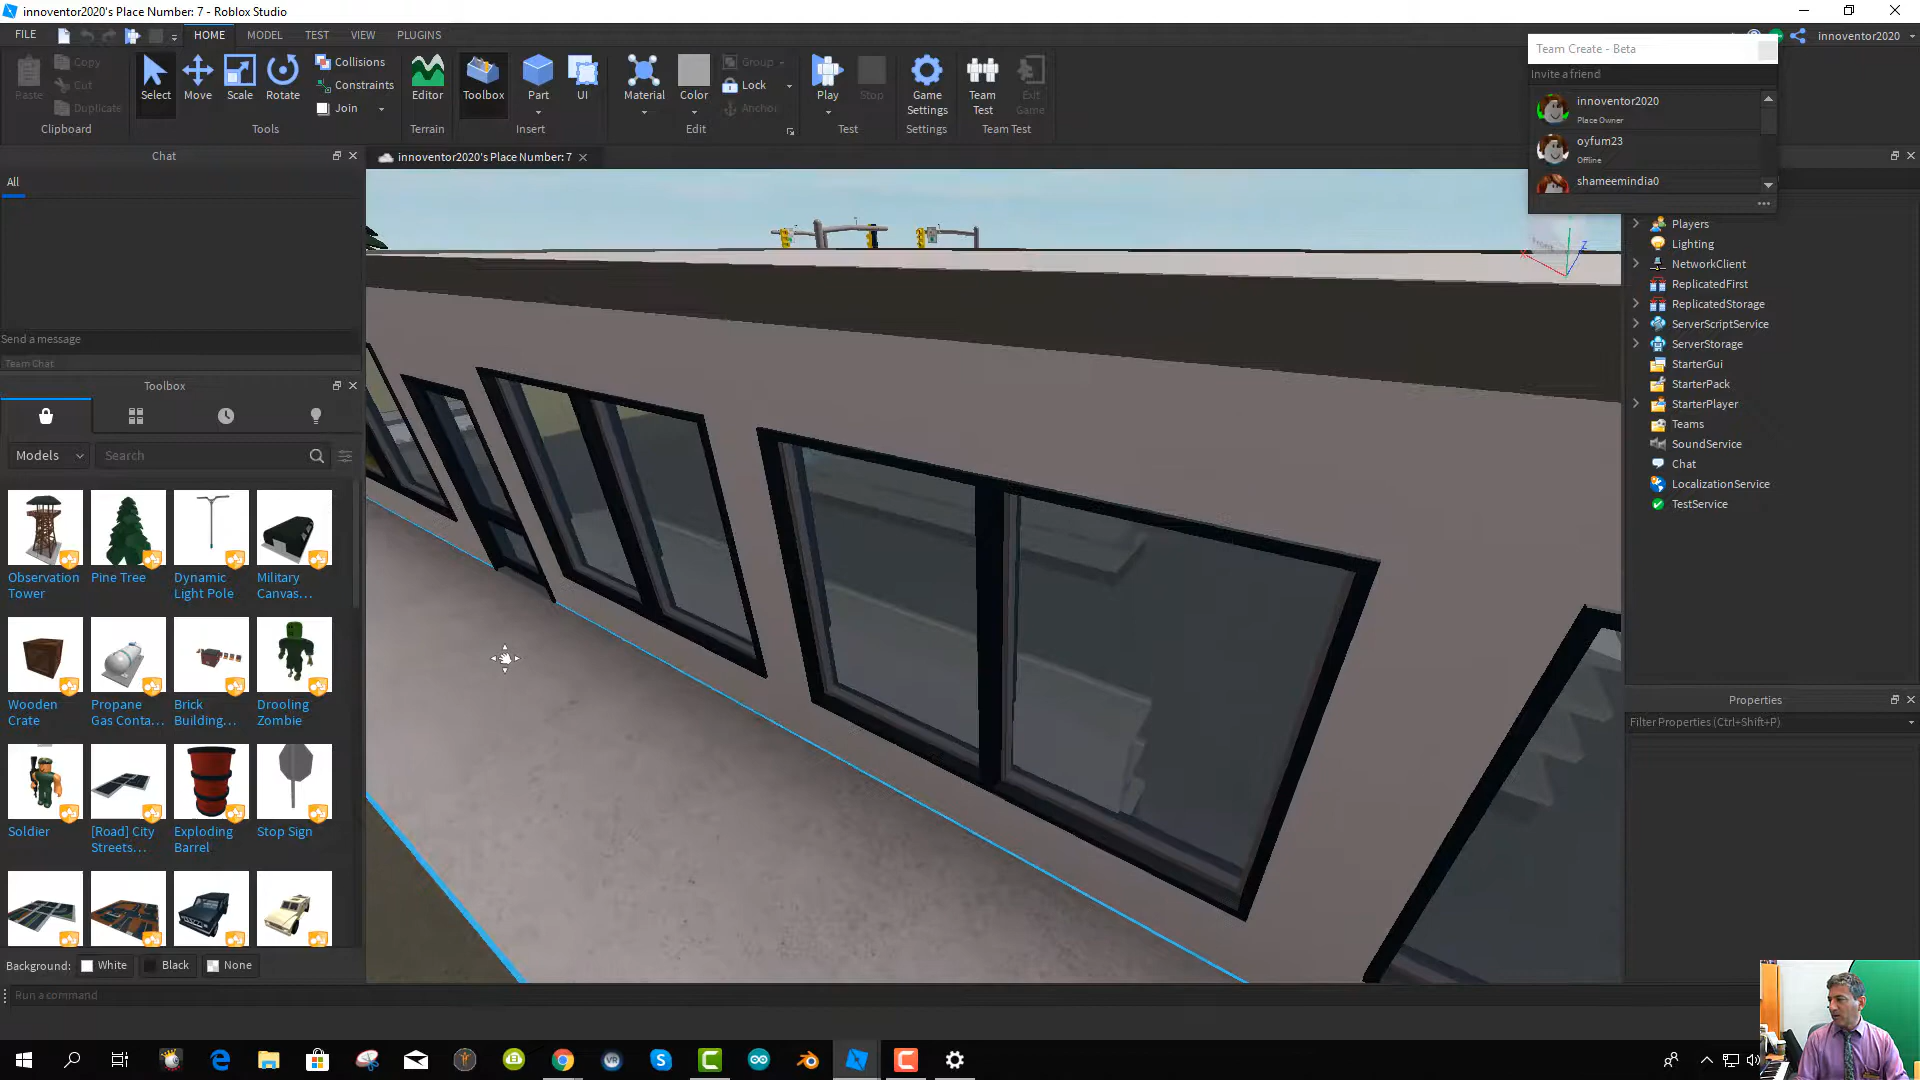 innoventor2020's Place Number: 7 - Roblox Studio
FILE
HOME
MODEL
TEST
VIEW
PLUGINS
innoventor2020
Paste
Copy
Cut
Duplicate
Clipboard
Select
Move
Scale
Rotate
Collisions
Constraints
Join
Tools
Editor
Terrain
Toolbox
Part
UI
Insert
Material
Color
Group
Lock
Anchor
Edit
Play
Stop
Test
Game Settings
Settings
Team Test
Exit Game
Team Test
Team Create - Beta
Invite a friend
innoventor2020
Place Owner
oyfum23
Offline
shameemindia0
Chat
All
Send a message
Team Chat
innoventor2020's Place Number: 7
Toolbox
Models
Search
Observation Tower
Pine Tree
Dynamic Light Pole
Military Canvas...
Wooden Crate
Propane Gas Conta...
Brick Building,...
Drooling Zombie
Soldier
[Road] City Streets...
Exploding Barrel
Stop Sign
Background:
White
Black
None
Run a command
Players
Lighting
NetworkClient
ReplicatedFirst
ReplicatedStorage
ServerScriptService
ServerStorage
StarterGui
StarterPack
StarterPlayer
Teams
SoundService
Chat
LocalizationService
TestService
Properties
Filter Properties (Ctrl+Shift+P)
Z